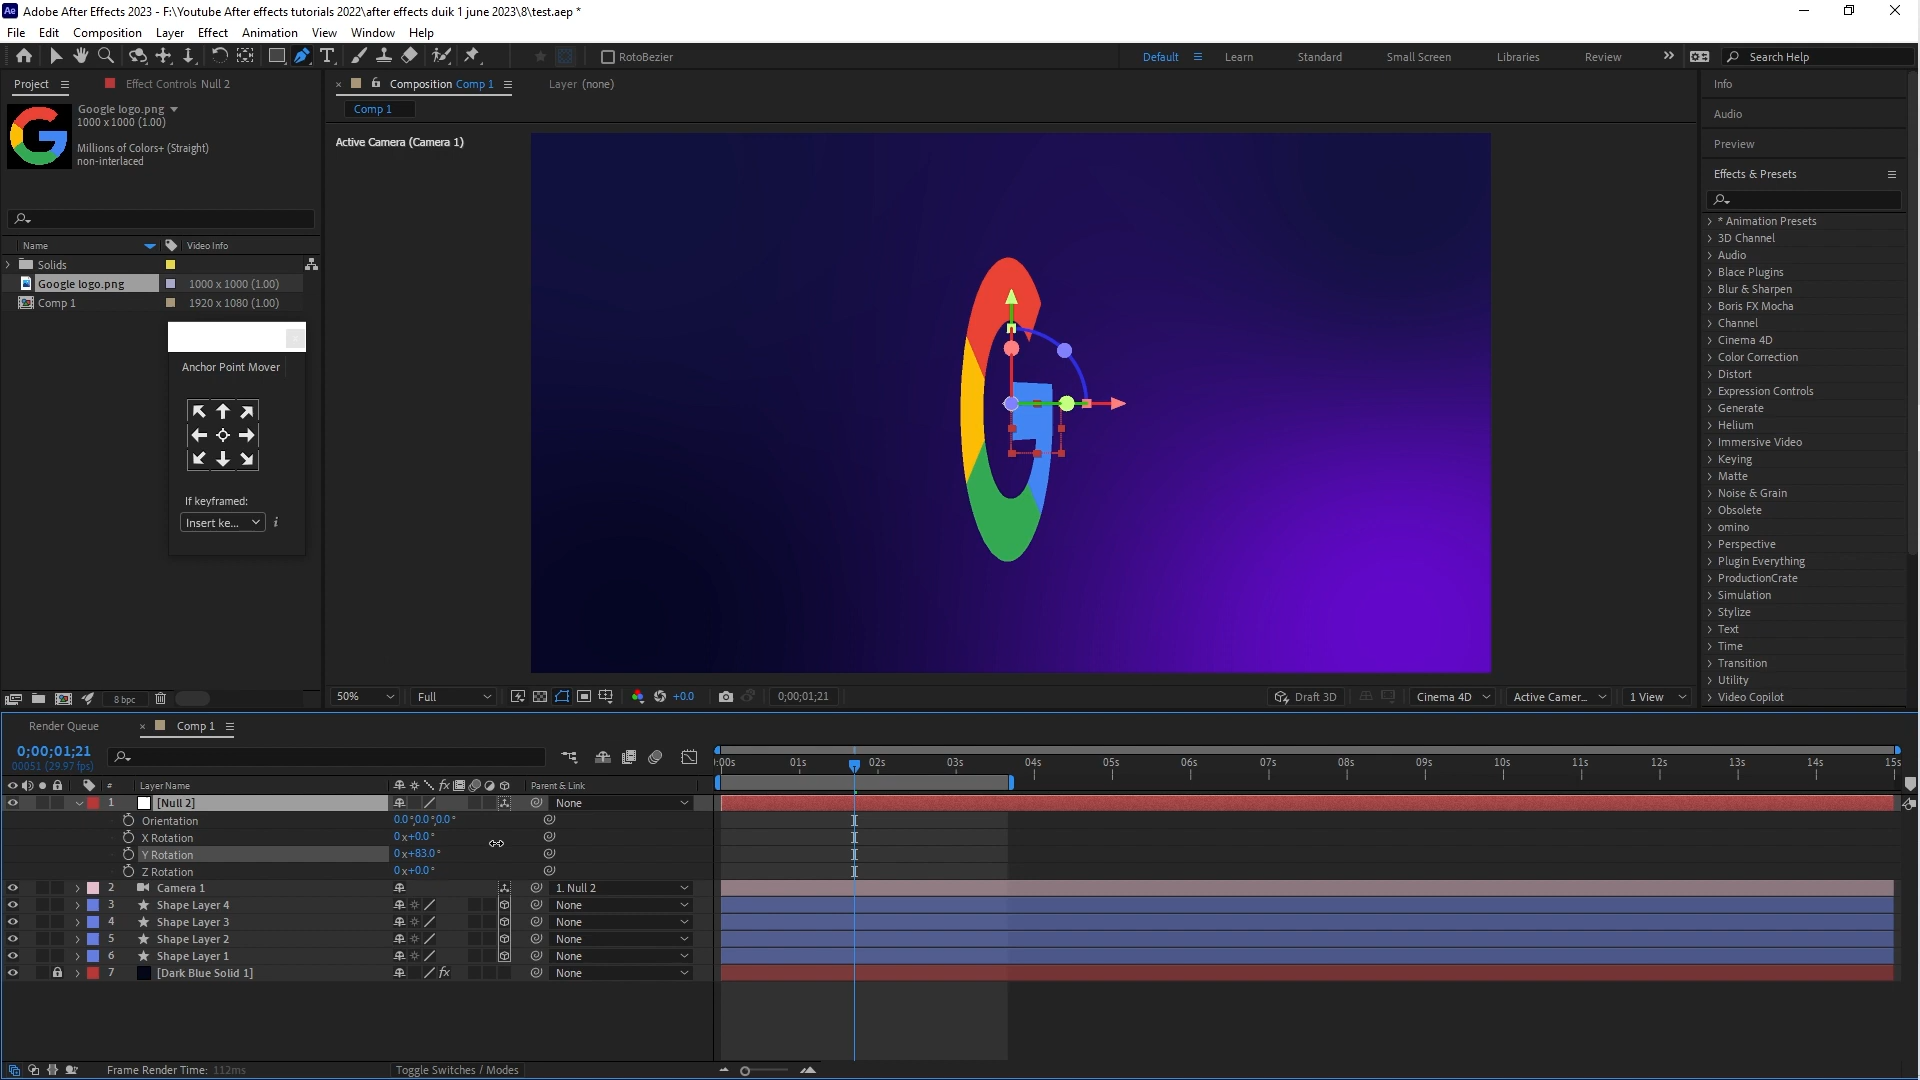 Adobe After Effects 2023 - F:\Youtube After effects tutorials 2022\after effects duik 1 june 2023\8\test.aep *
File Edit Composition Layer Effect Animation View Window Help
RotoBezier
Default
Learn
Standard
Small Screen
Libraries
Review
Search Help
Project
Effect Controls Null 2
Google logo.png
1000 x 1000 (1.00)
Millions of Colors+ (Straight)
non-interlaced
Name
Video Info
Solids
Google logo.png
1000 x 1000 (1.00)
Comp 1
1920 x 1080 (1.00)
Anchor Point Mover
If keyframed:
Insert ke...
8 bpc
Composition Comp 1
Layer (none)
Comp 1
Active Camera (Camera 1)
50%
Full
+0.0
0;00;01;21
Draft 3D
Cinema 4D
Active Camer...
1 View
Info
Audio
Preview
Effects & Presets
* Animation Presets
3D Channel
Audio
Blace Plugins
Blur & Sharpen
Boris FX Mocha
Channel
Cinema 4D
Color Correction
Distort
Expression Controls
Generate
Helium
Immersive Video
Keying
Matte
Noise & Grain
Obsolete
omino
Perspective
Plugin Everything
ProductionCrate
Simulation
Stylize
Text
Time
Transition
Utility
Video Copilot
Render Queue
Comp 1
0;00;01;21
00051 (29.97 fps)
:00s 01s 02s 03s 04s 05s 06s 07s 08s 09s 10s 11s 12s 13s 14s 15s
# Layer Name fx Parent & Link
1 [Null 2] None
Orientation 0.0°,0.0°,0.0°
X Rotation 0x+0.0°
Y Rotation 0x+83.0°
Z Rotation 0x+0.0°
2 Camera 1 1. Null 2
3 Shape Layer 4 None
4 Shape Layer 3 None
5 Shape Layer 2 None
6 Shape Layer 1 None
7 [Dark Blue Solid 1] fx None
Frame Render Time: 112ms
Toggle Switches / Modes